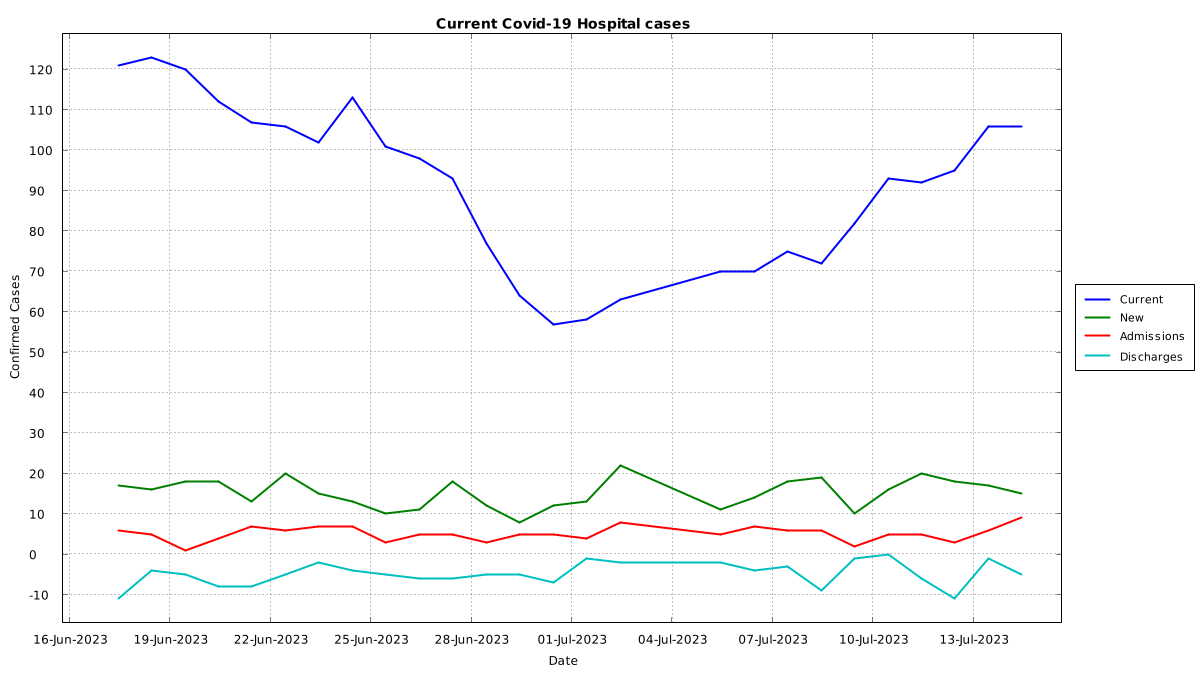 Current Covid-19 Hospital cases
120
110
100
90
80
70
60
50
40
30
20
10
0
-10
Confirmed Cases
16-Jun-2023 19-Jun-2023 22-Jun-2023 25-Jun-2023 28-Jun-2023 01-Jul-2023 04-Jul-2023 07-Jul-2023 10-Jul-2023 13-Jul-2023
Date
Current
New
Admissions
Discharges